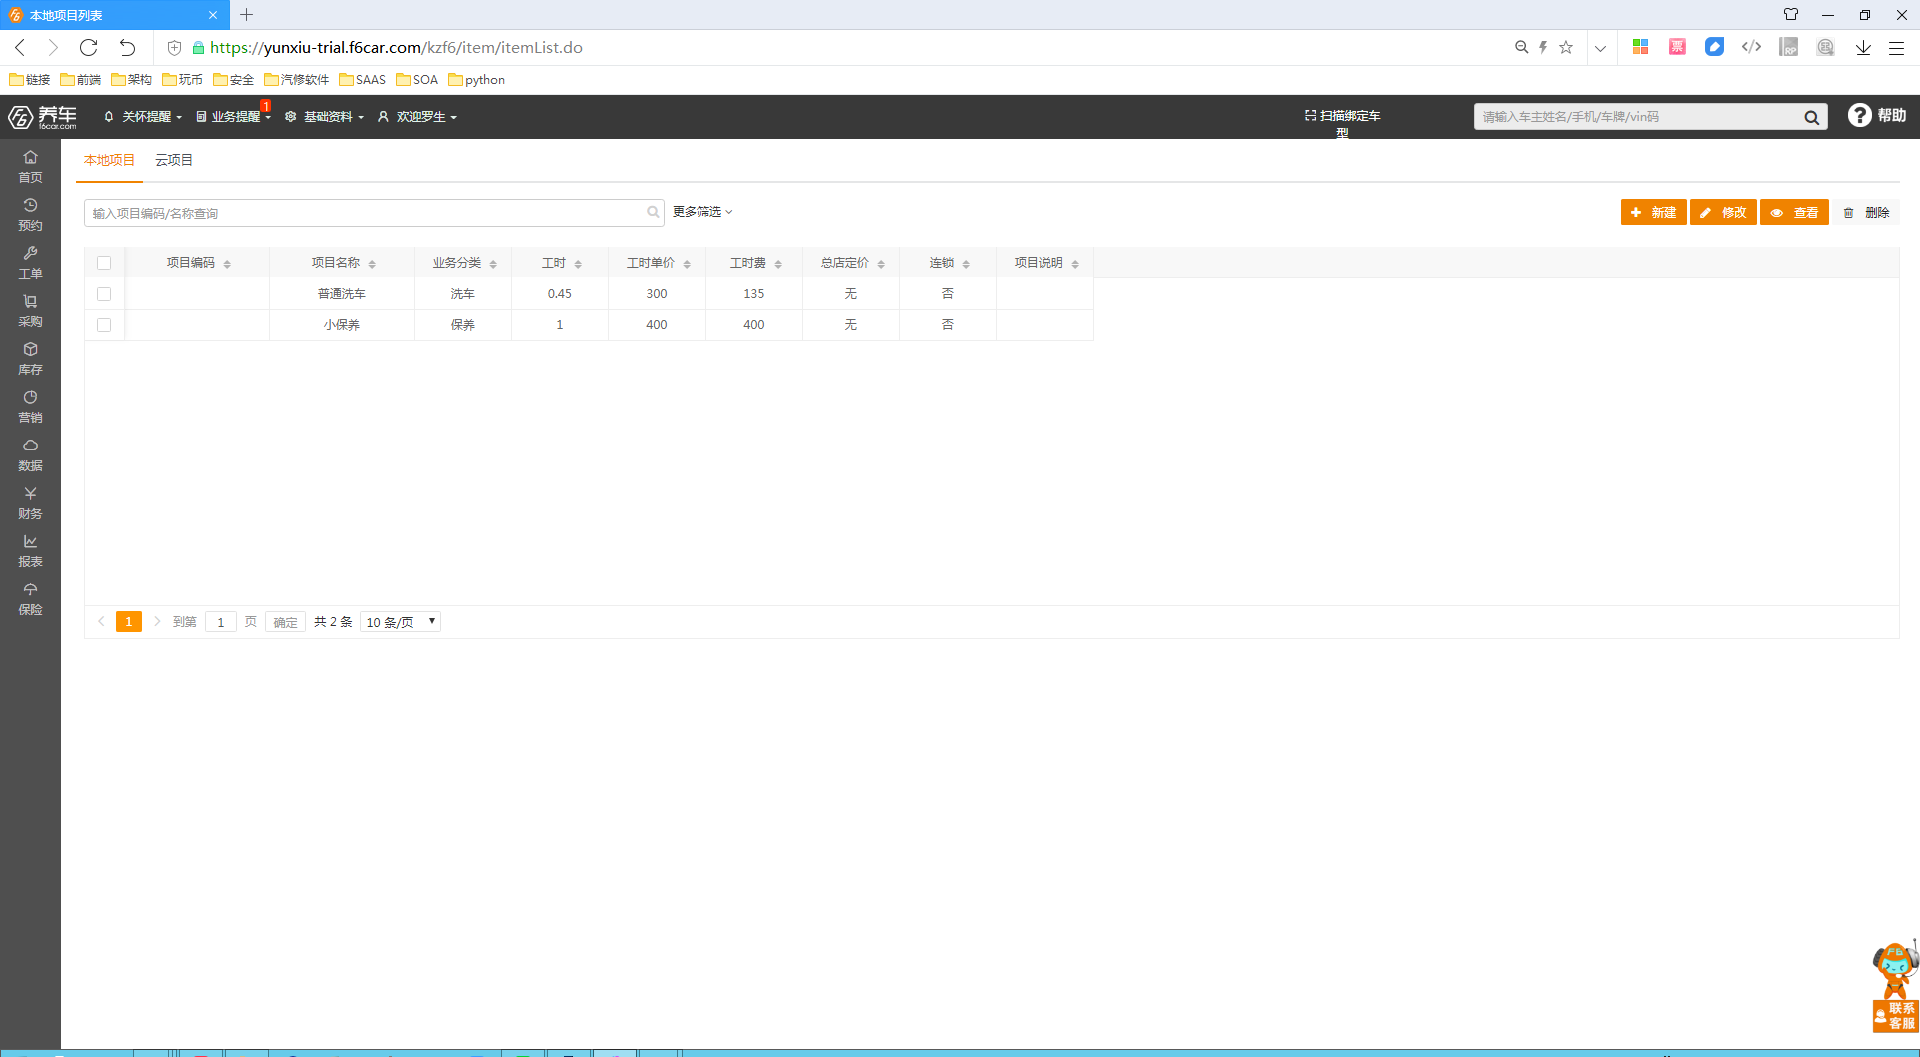 本地项目列表
https://yunxiu-trial.f6car.com/kzf6/item/itemList.do
票
RP
链接 前端 架构 玩币 安全 汽修软件 SAAS SOA python
F6 养车 f6car.com
关怀提醒 业务提醒 1 基础资料 欢迎罗生
扫描绑定车型
请输入车主姓名/手机/车牌/vin码
帮助
首页
预约
工单
采购
库存
营销
数据
财务
报表
保险
本地项目 云项目
输入项目编码/名称查询 更多筛选 新建 修改 查看 删除
项目编码 项目名称 业务分类 工时 工时单价 工时费 总店定价 连锁 项目说明
普通洗车 洗车 0.45 300 135 无 否
小保养 保养 1 400 400 无 否
1 到第 1 页 确定 共 2 条 10 条/页
F6
联系
客服